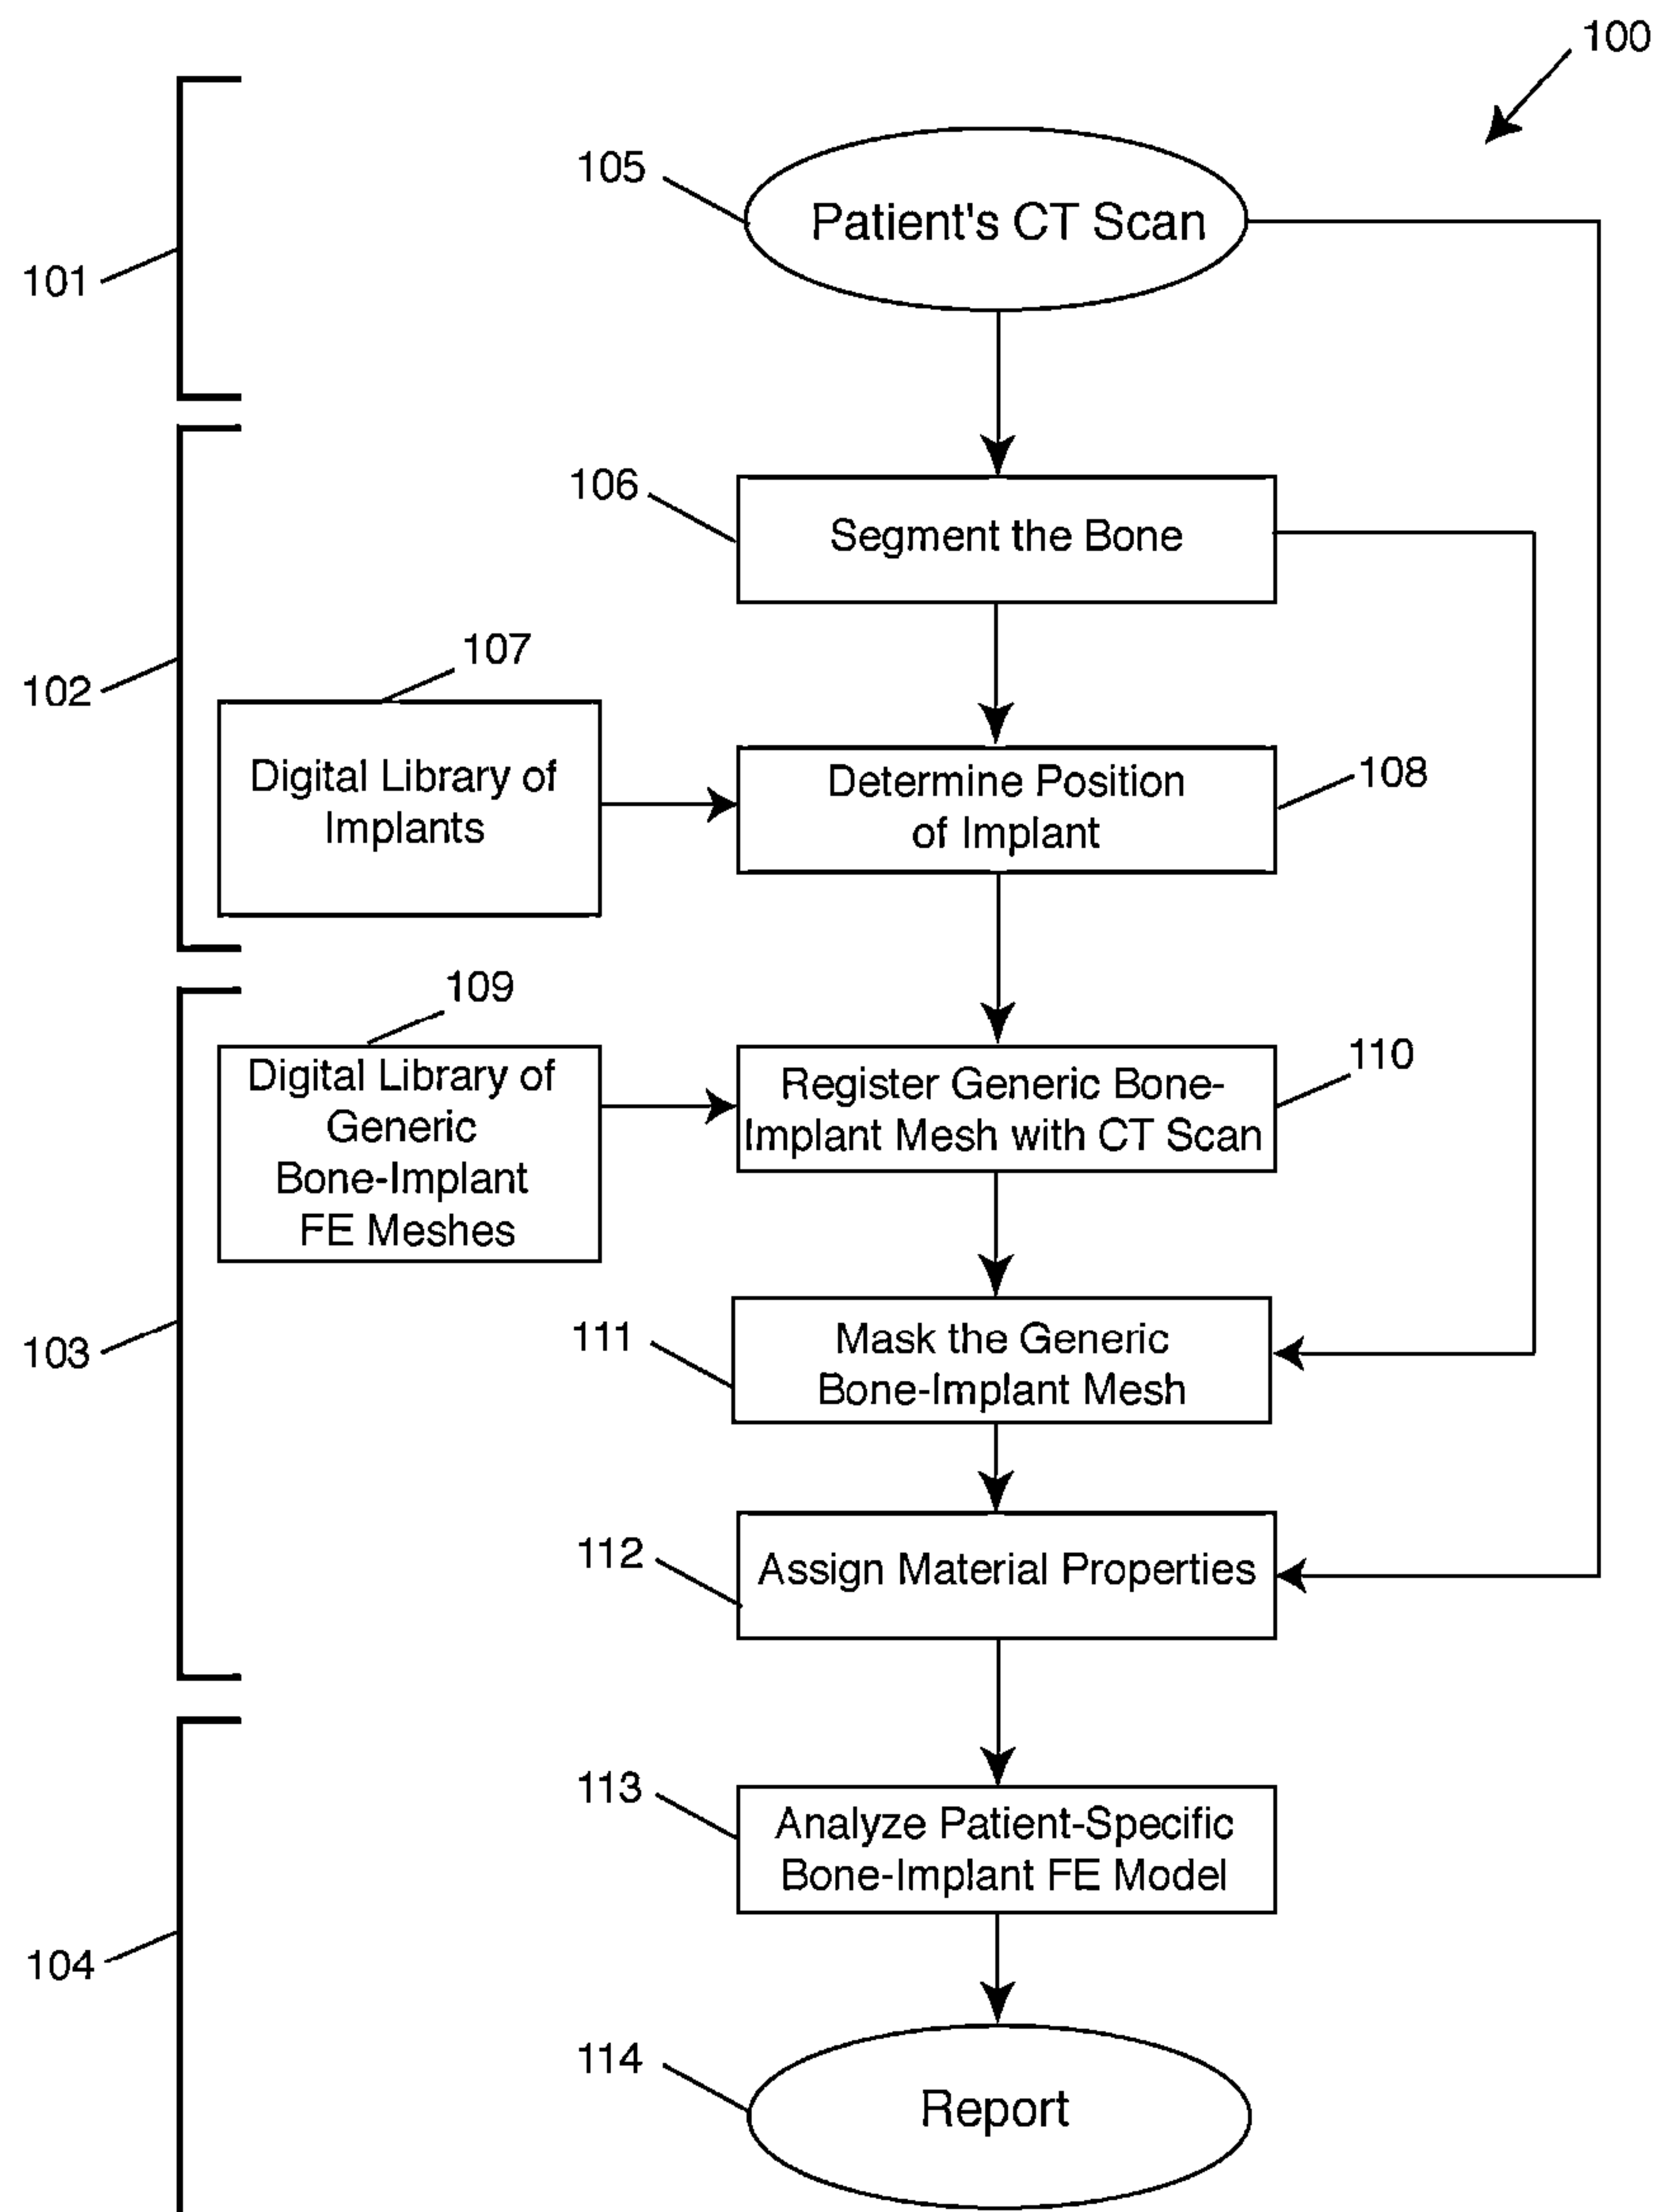 100
105
Patient's CT Scan
101
106
Segment the Bone
107
102
Digital Library of
Implants
Determine Position
of Implant
108
109
Digital Library of
Generic
Bone-Implant
FE Meshes
Register Generic Bone-
Implant Mesh with CT Scan
110
103
111
Mask the Generic
Bone-Implant Mesh
112
Assign Material Properties
113
Analyze Patient-Specific
Bone-Implant FE Model
104
114
Report